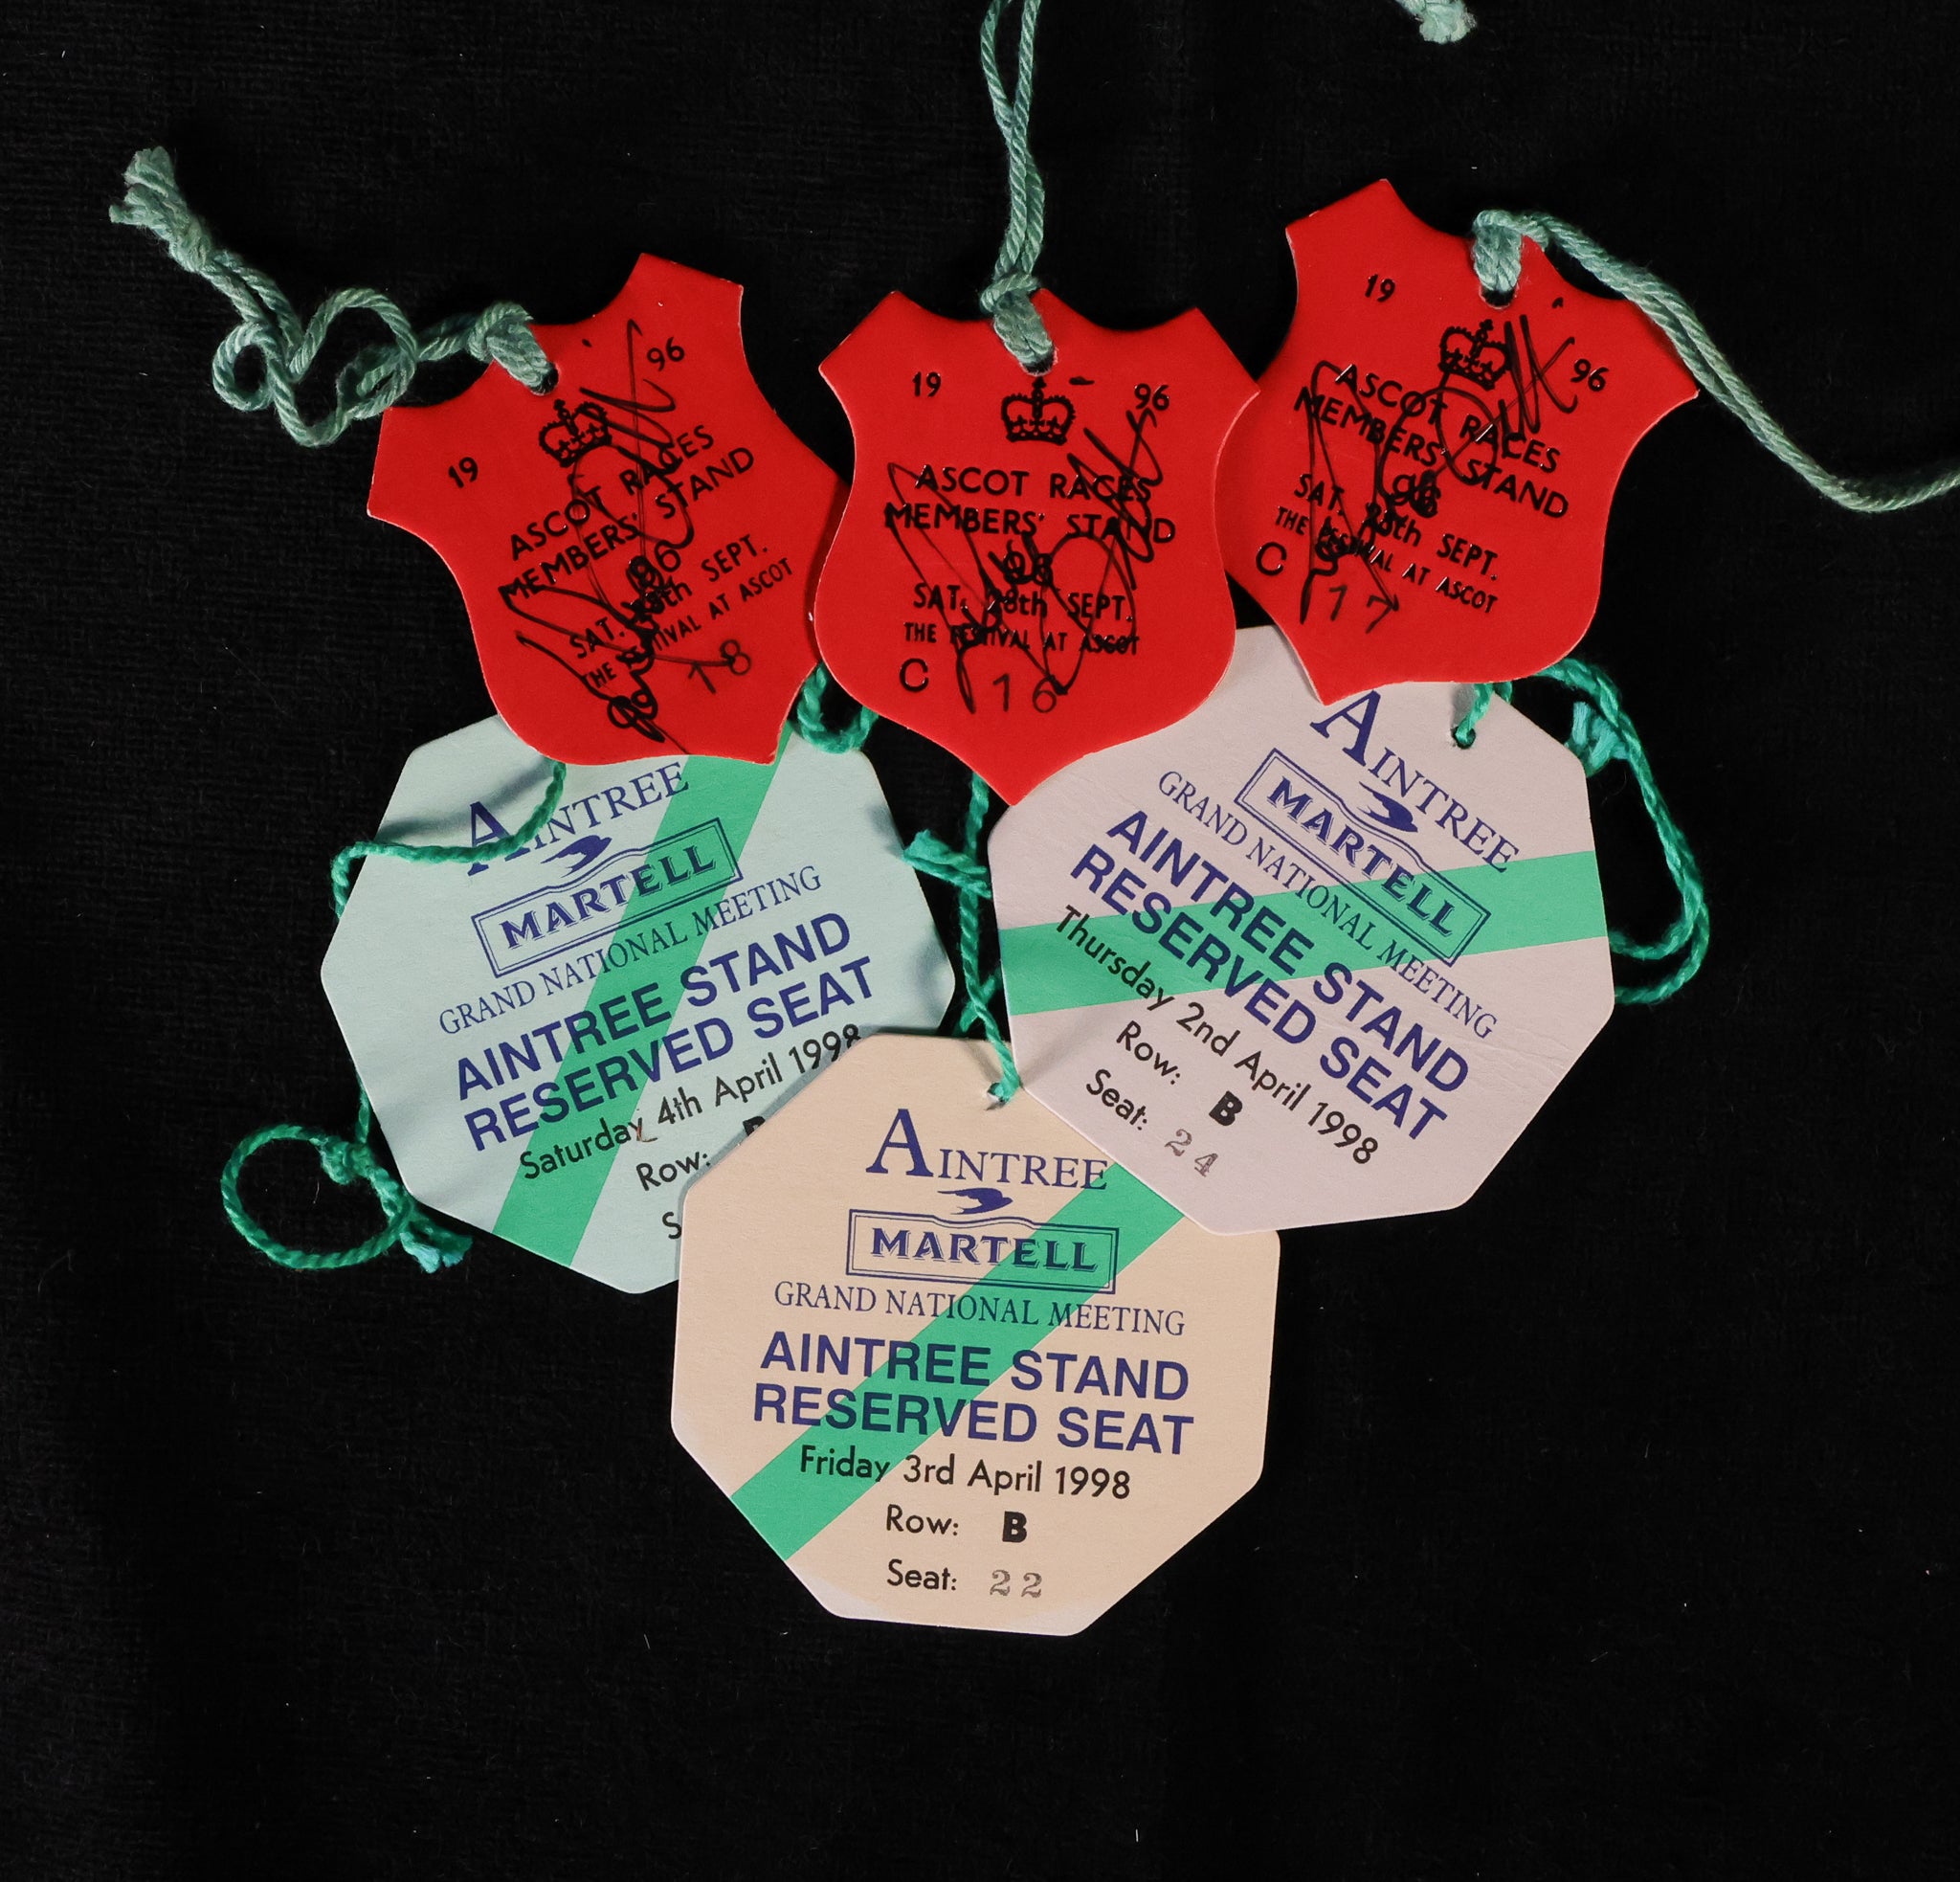 19 96
ASCOT RACES
MEMBERS' STAND
SAT. 28th SEPT.
THE FESTIVAL AT ASCOT
18
19 96
ASCOT RACES
MEMBERS' STAND
SAT. 28th SEPT.
THE FESTIVAL AT ASCOT
C 16
19 96
ASCOT RACES
MEMBERS' STAND
SAT. 28th SEPT.
THE FESTIVAL AT ASCOT
C 17
AINTREE
MARTELL
GRAND NATIONAL MEETING
AINTREE STAND
RESERVED SEAT
Saturday 4th April 1998
Row:
AINTREE
MARTELL
GRAND NATIONAL MEETING
AINTREE STAND
RESERVED SEAT
Thursday 2nd April 1998
Row: B
Seat: 24
AINTREE
MARTELL
GRAND NATIONAL MEETING
AINTREE STAND
RESERVED SEAT
Friday 3rd April 1998
Row: B
Seat: 22